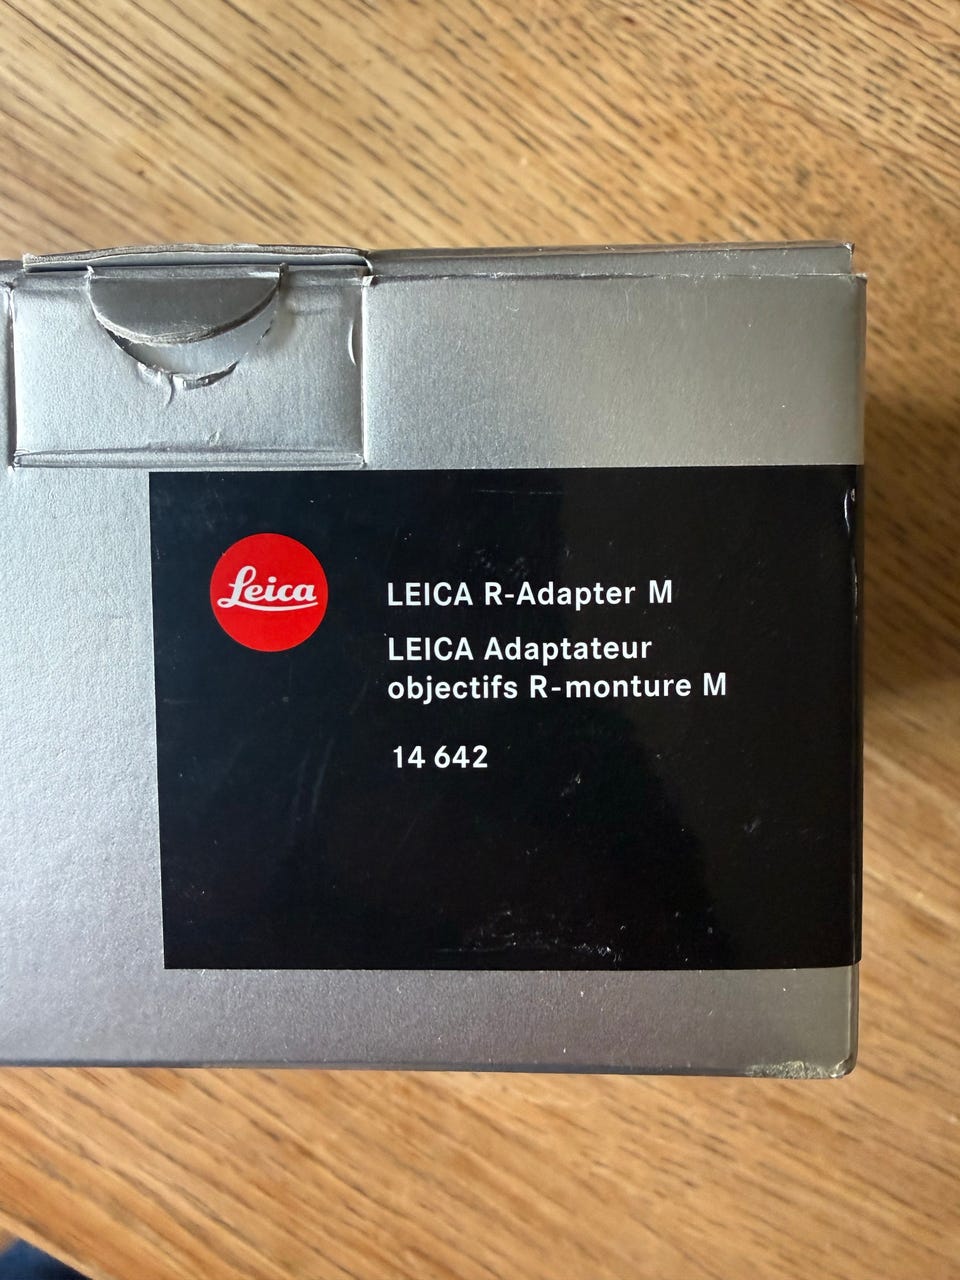 Leica
LEICA R-Adapter M
LEICA Adaptateur
objectifs R-monture M
14 642